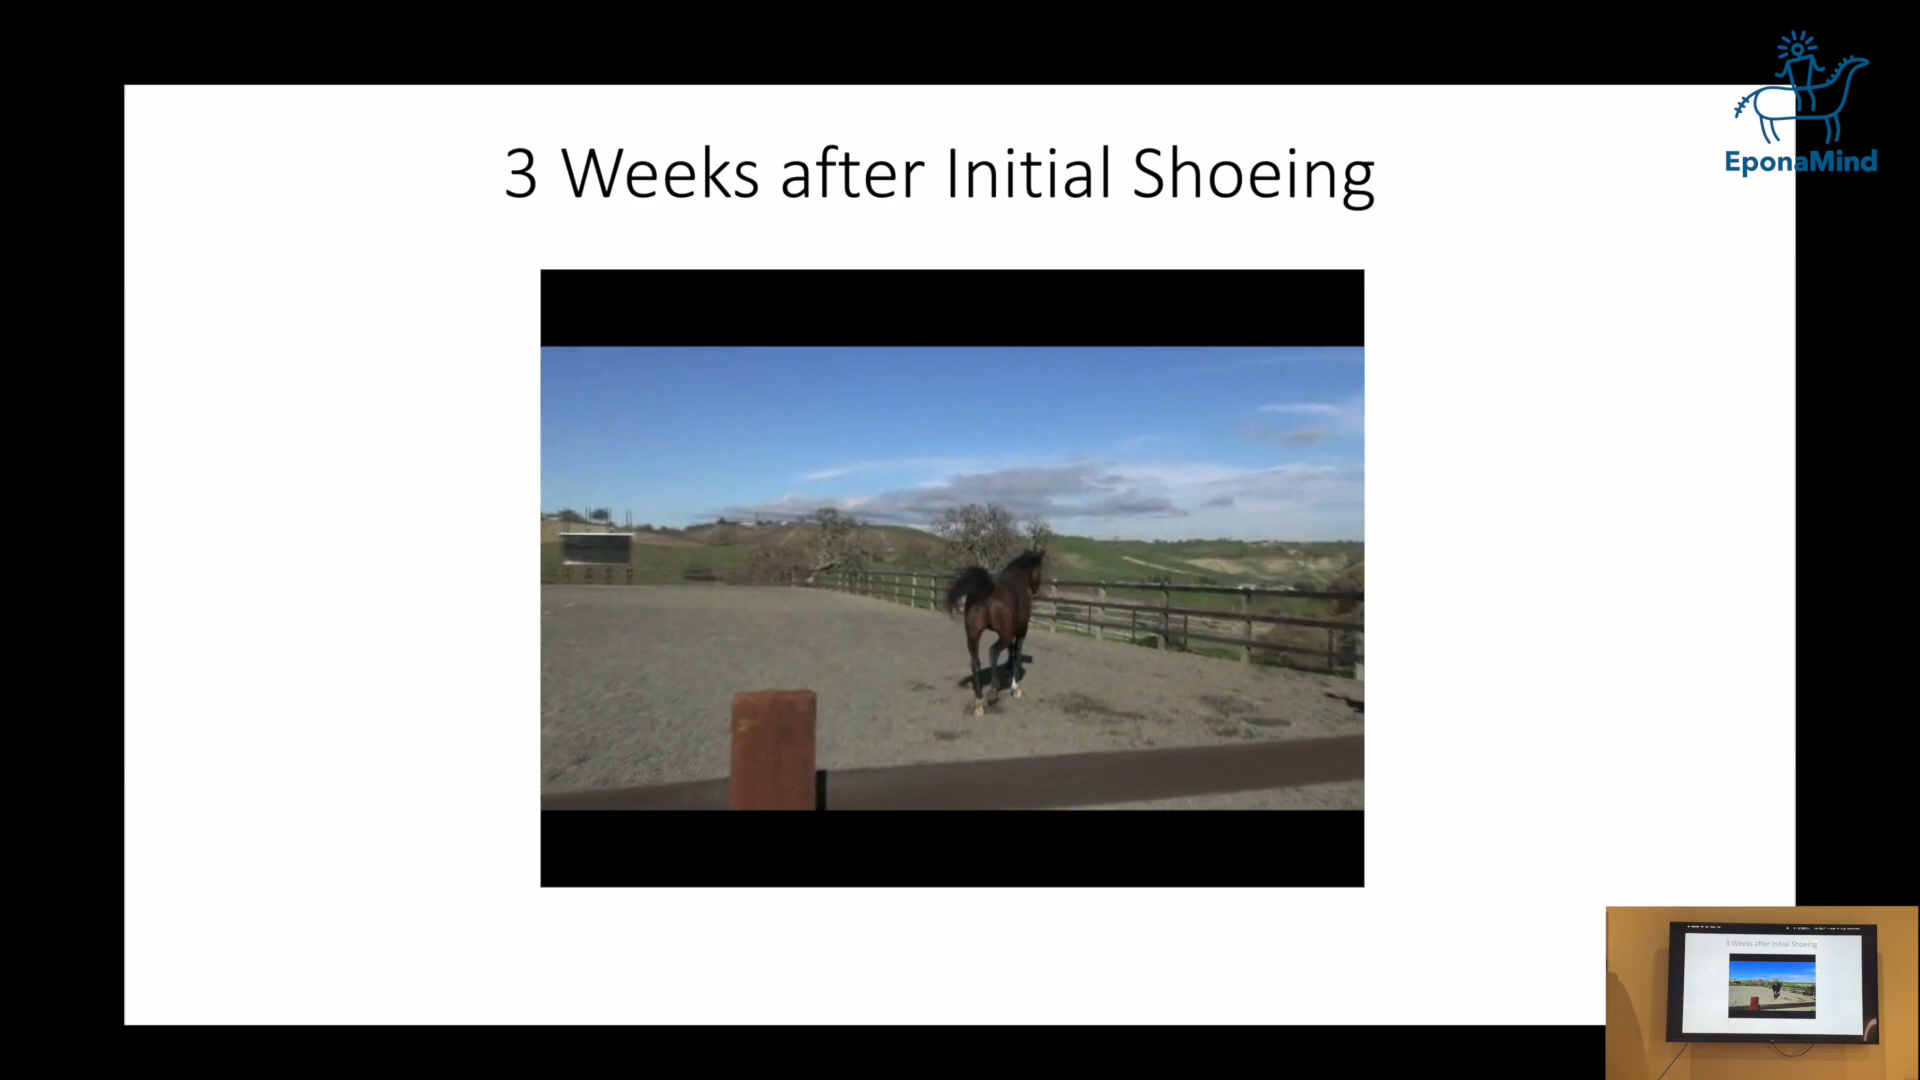 3 Weeks after Initial Shoeing
EponaMind
3 Weeks after Initial Shoeing